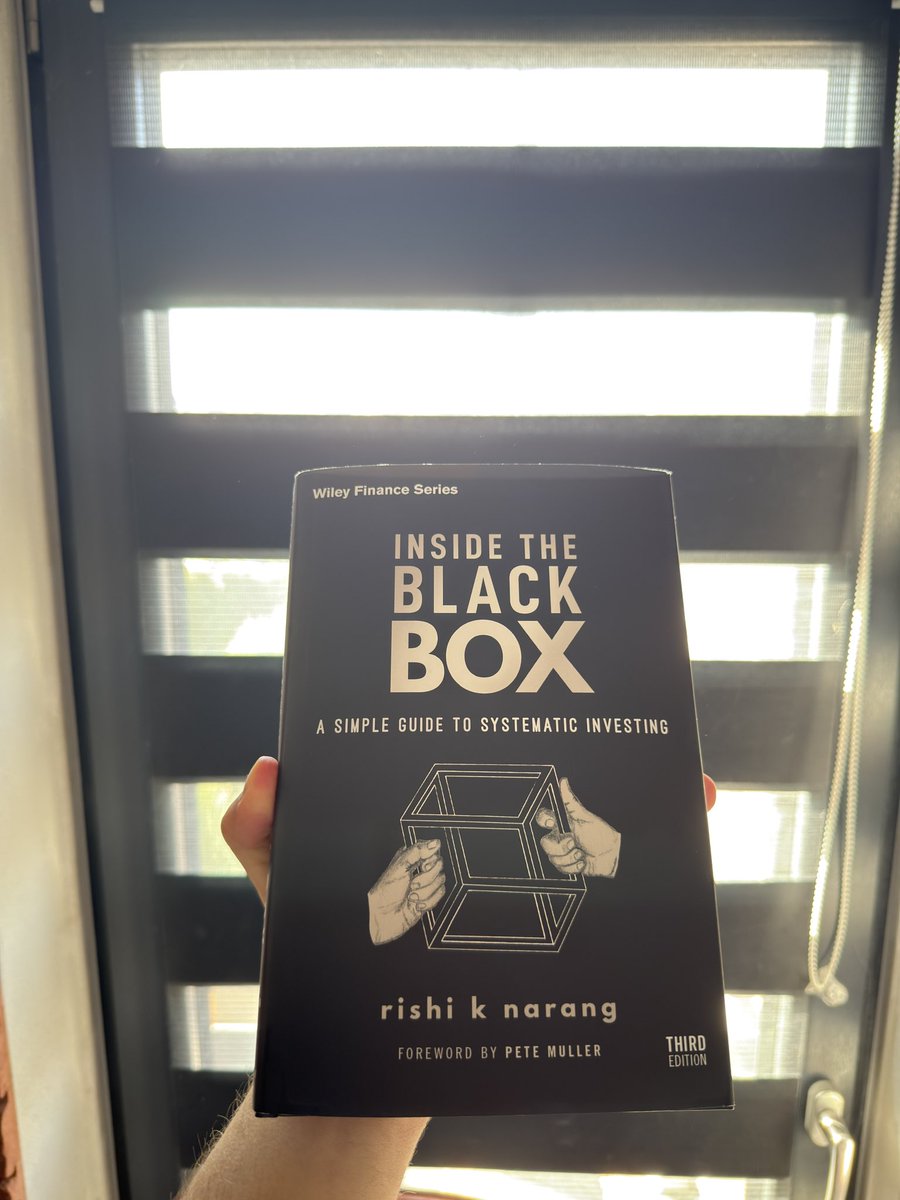 Wiley Finance Series
INSIDE THE
BLACK
BOX
A SIMPLE GUIDE TO SYSTEMATIC INVESTING
rishi k narang
FOREWORD BY PETE MULLER
THIRD
EDITION